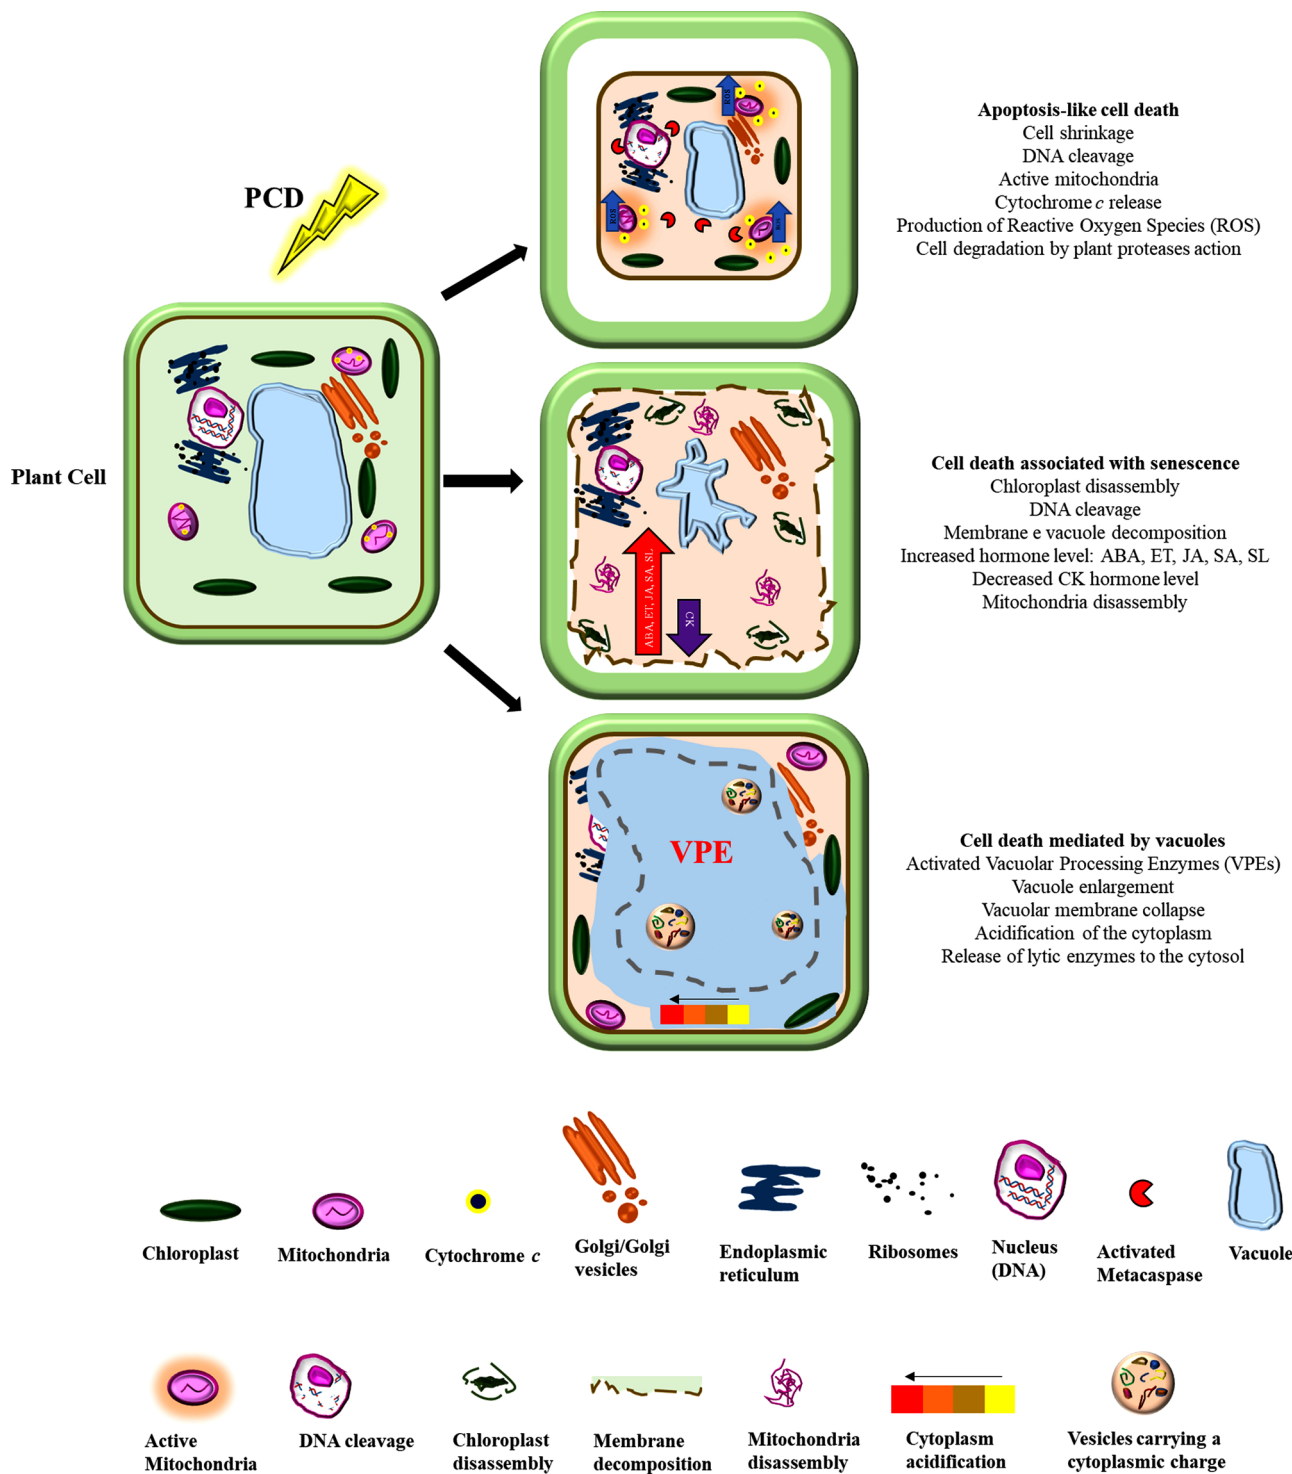 PCD
Plant Cell
ROS
ROS
ROS
Apoptosis-like cell death
Cell shrinkage
DNA cleavage
Active mitochondria
Cytochrome c release
Production of Reactive Oxygen Species (ROS)
Cell degradation by plant proteases action
ABA, ET, JA, SA, SL
CK
Cell death associated with senescence
Chloroplast disassembly
DNA cleavage
Membrane e vacuole decomposition
Increased hormone level: ABA, ET, JA, SA, SL
Decreased CK hormone level
Mitochondria disassembly
VPE
Cell death mediated by vacuoles
Activated Vacuolar Processing Enzymes (VPEs)
Vacuole enlargement
Vacuolar membrane collapse
Acidification of the cytoplasm
Release of lytic enzymes to the cytosol
Chloroplast
Mitochondria
Cytochrome c
Golgi/Golgi
vesicles
Endoplasmic
reticulum
Ribosomes
Nucleus
(DNA)
Activated
Metacaspase
Vacuole
Active
Mitochondria
DNA cleavage
Chloroplast
disassembly
Membrane
decomposition
Mitochondria
disassembly
Cytoplasm
acidification
Vesicles carrying a
cytoplasmic charge